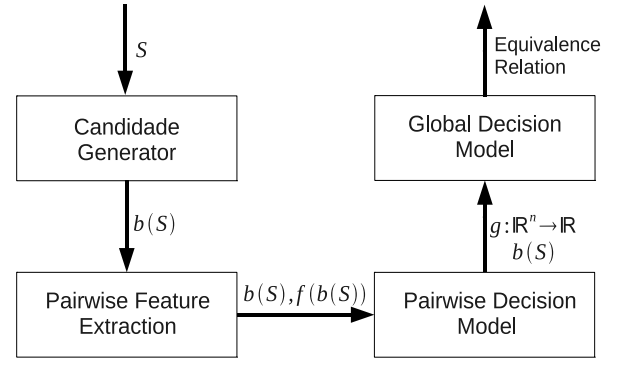 S
Candidade
Generator
b(S)
Pairwise Feature
Extraction
b(S),f(b(S))
Pairwise Decision
Model
g:ℝⁿ→ℝ
b(S)
Global Decision
Model
Equivalence
Relation